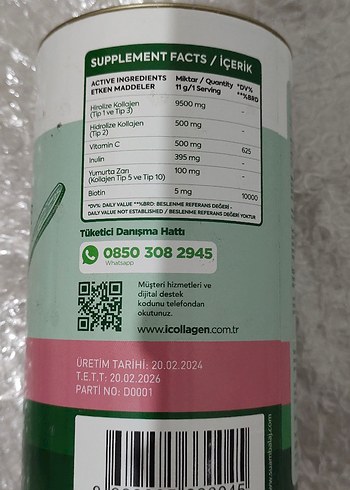 SUPPLEMENT FACTS / İÇERİK
ACTIVE INGREDIENTS Miktar / Quantity *DV%
ETKEN MADDELER 11 g/1 Serving **%BRD
Hirolize Kollajen 9500 mg -
(Tip 1 ve Tip 3)
Hidrolize Kollajen 500 mg -
(Tip 2)
Vitamin C 500 mg 625
Inulin 395 mg -
Yumurta Zarı 100 mg -
(Kollajen Tip 5 ve Tip 10)
Biotin 5 mg 10000
*DV%: DAILY VALUE **%BRD: BESLENME REFERANS DEĞERİ -
DAILY VALUE NOT ESTABLISHED / BESLENME REFERANS DEĞERİ YOKTUR
Tüketici Danışma Hattı
0850 308 2945
Whatsapp
Müşteri hizmetleri ve
dijital destek
kodunu telefondan
okutunuz.
www.icollagen.com.tr
ÜRETİM TARİHİ: 20.02.2024
T.E.T.T: 20.02.2026
PARTİ NO: D0001